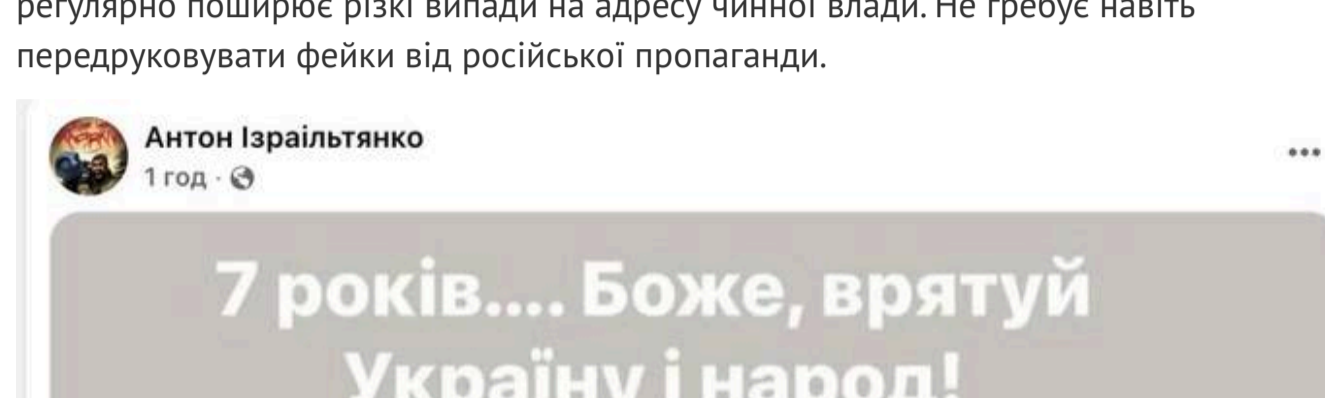 регулярно поширює різкі випади на адресу чинної влади. Не гребує навіть
передруковувати фейки від російської пропаганди.
Антон Ізраільтянко
1 год ·
7 років.... Боже, врятуй
Україну і народ!